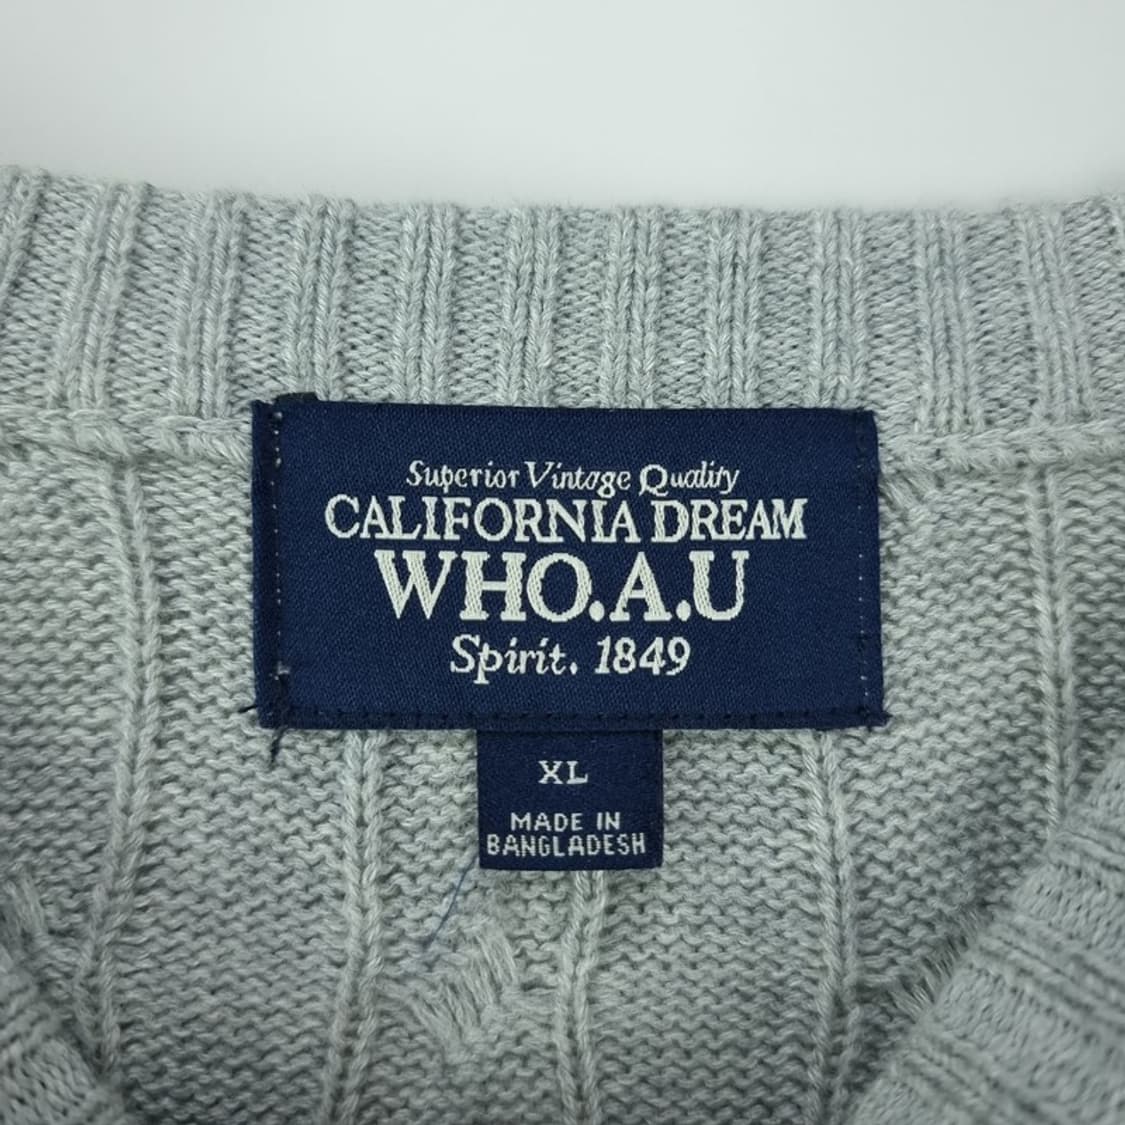 Superior Vintage Quality
CALIFORNIA DREAM
WHO.A.U
Spirit. 1849
XL
MADE IN
BANGLADESH